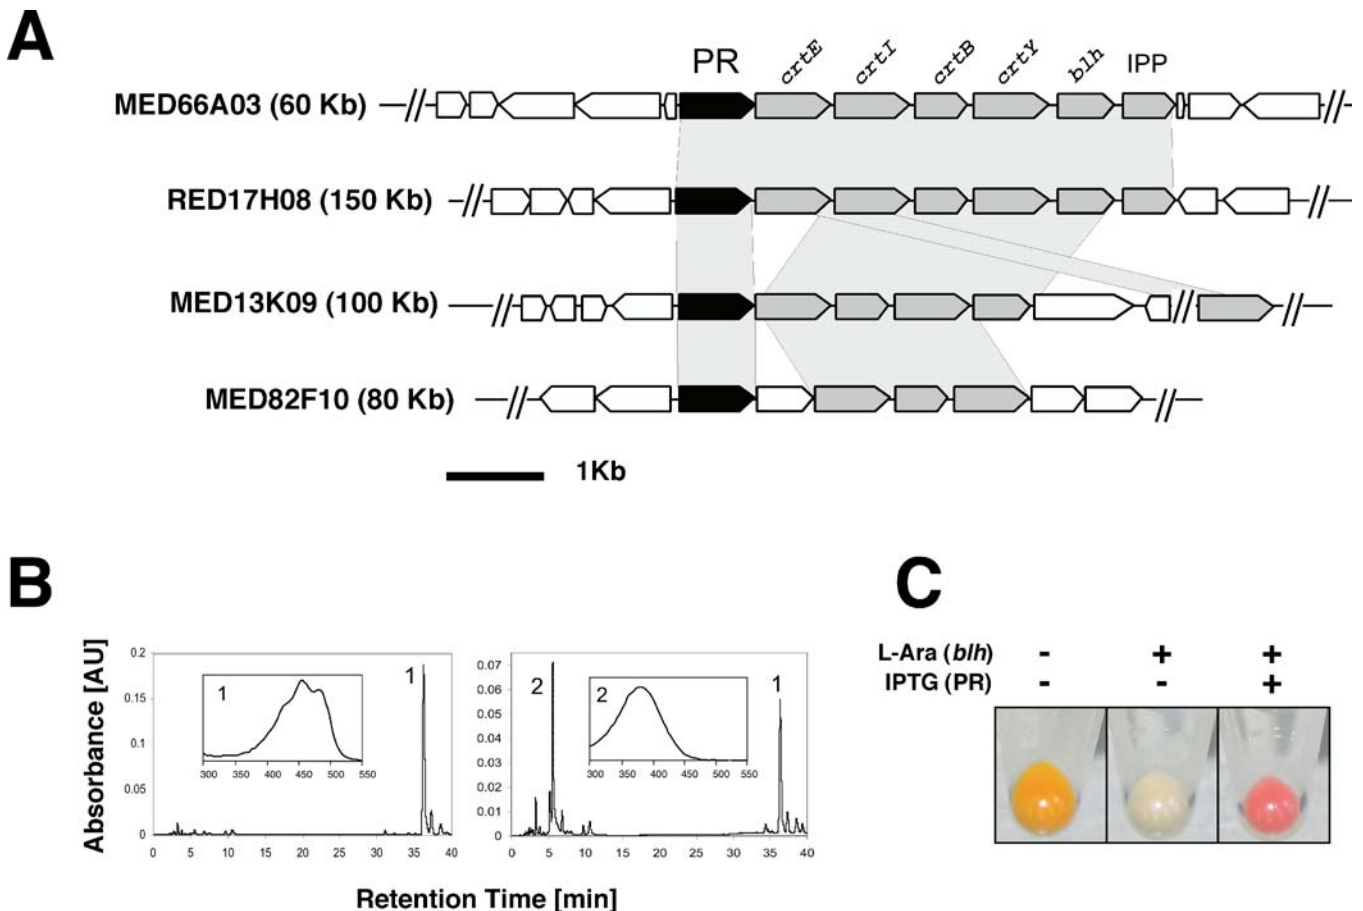 A
PR crtE crtI crtB crtY blh IPP
MED66A03 (60 Kb)
RED17H08 (150 Kb)
MED13K09 (100 Kb)
MED82F10 (80 Kb)
1Kb
B
Absorbance [AU]
0.2
0.15
0.1
0.05
0
0 5 10 15 20 25 30 35 40
1
1
300 350 400 450 500 550
0.07
0.06
0.05
0.04
0.03
0.02
0.01
0
0 5 10 15 20 25 30 35 40
2
2
1
300 350 400 450 500 550
Retention Time [min]
C
L-Ara (blh) - + +
IPTG (PR) - - +